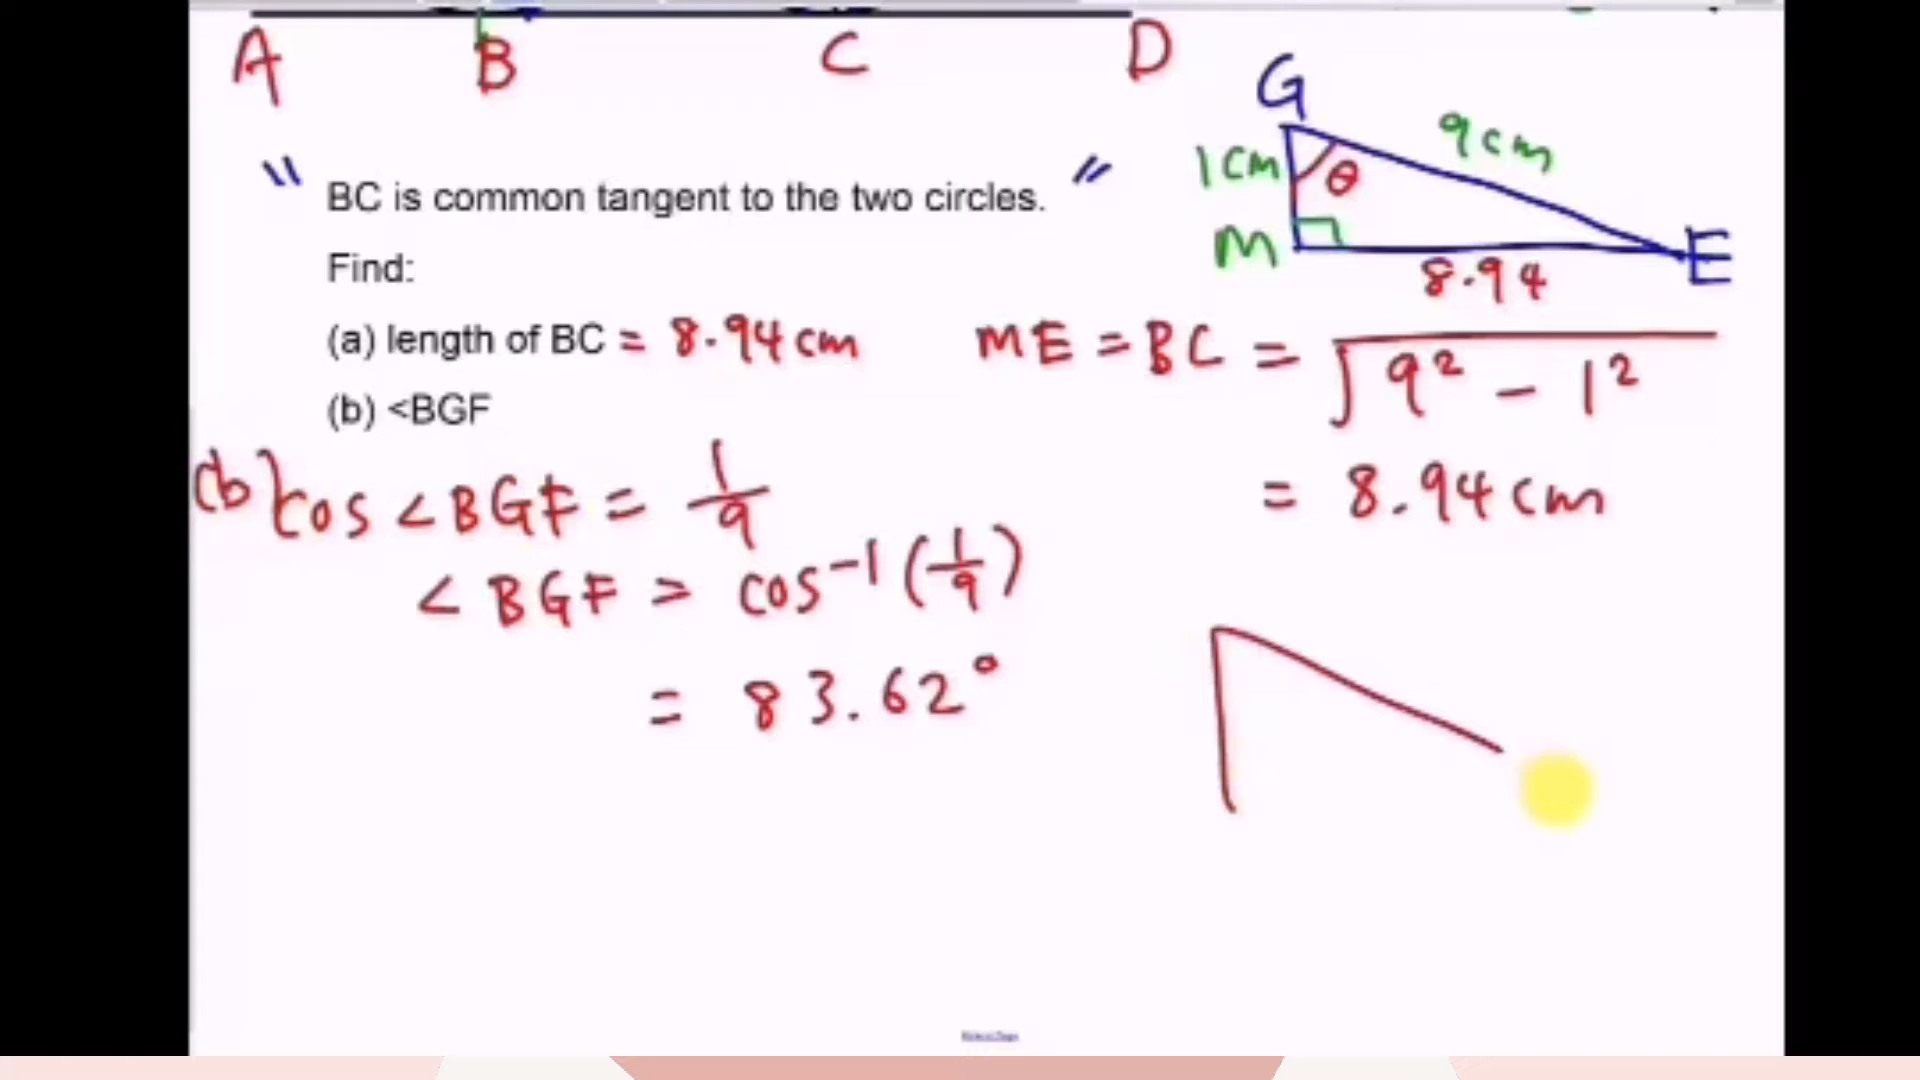 A B C D
G
1cm θ 9cm
M E
8.94
" BC is common tangent to the two circles. "
Find:
(a) length of BC = 8.94 cm
ME = BC = √9² - 1²
= 8.94 cm
(b) <BGF
(b) cos <BGF = 1/9
<BGF = cos⁻¹(1/9)
= 83.62°